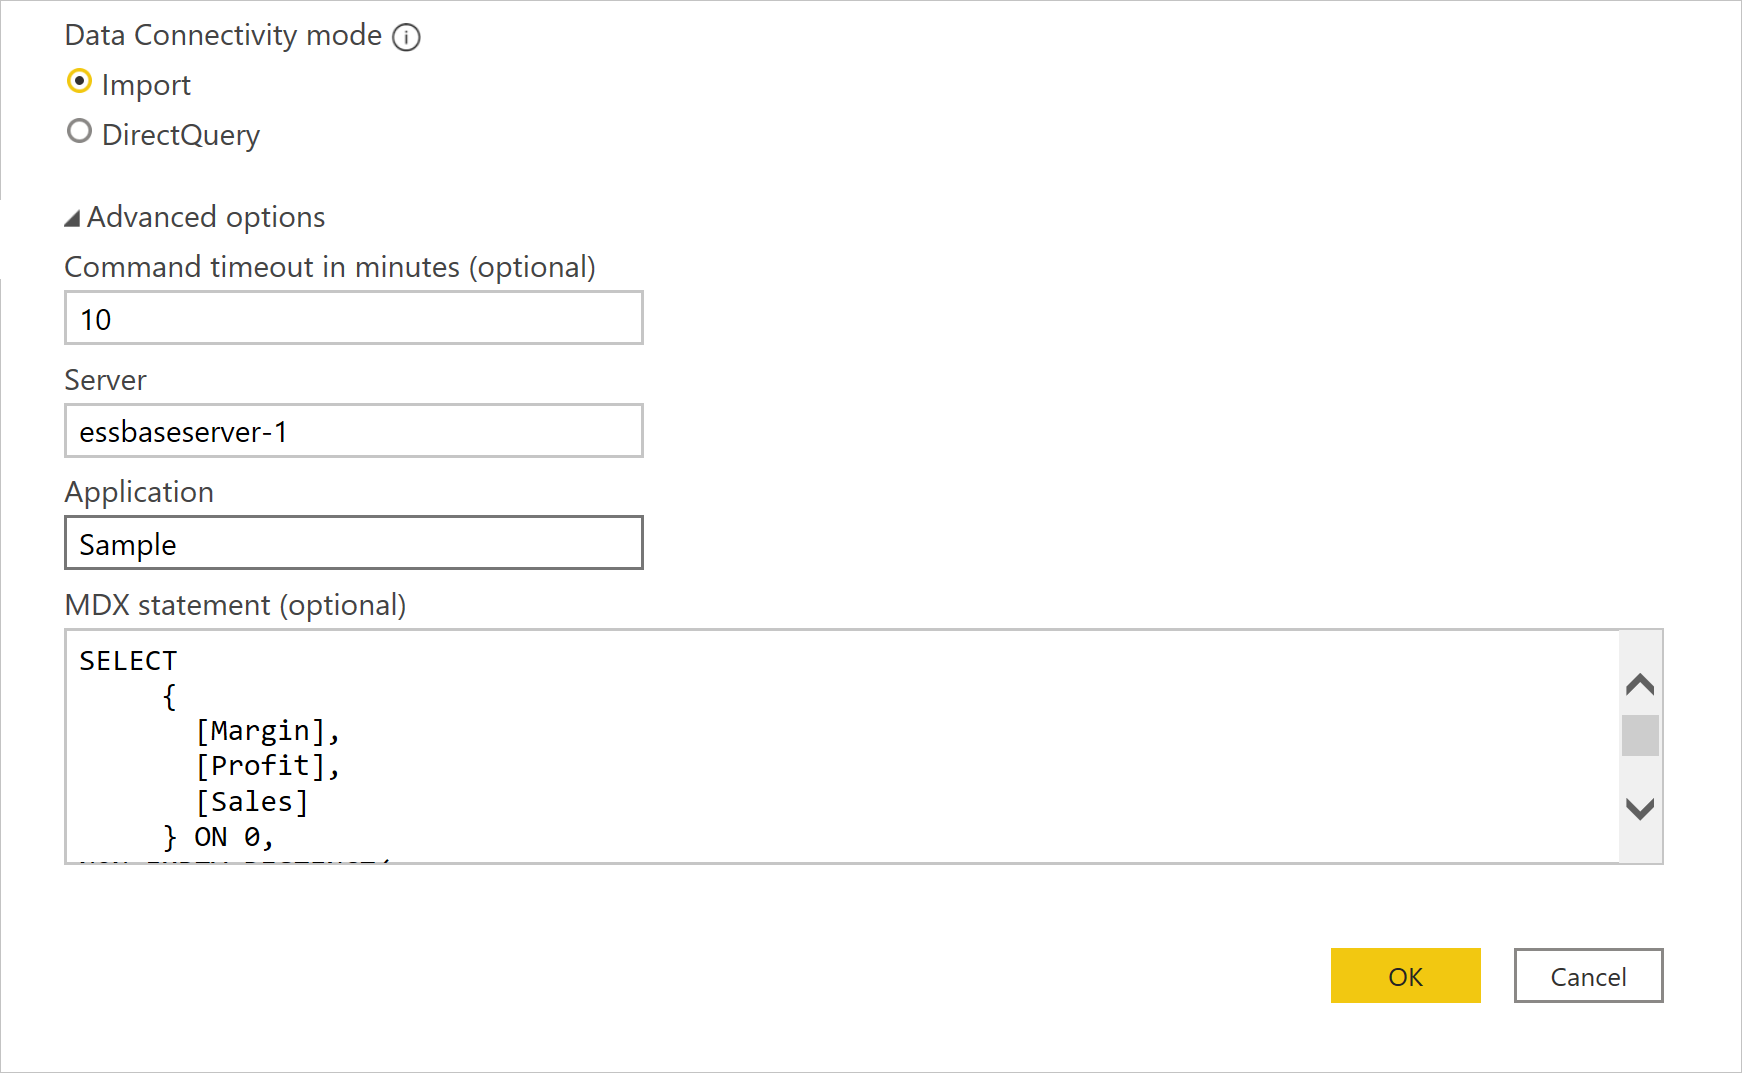 Data Connectivity mode
Import
DirectQuery
Advanced options
Command timeout in minutes (optional)
10
Server
essbaseserver-1
Application
Sample
MDX statement (optional)
SELECT
{
[Margin],
[Profit],
[Sales]
} ON 0,
OK
Cancel